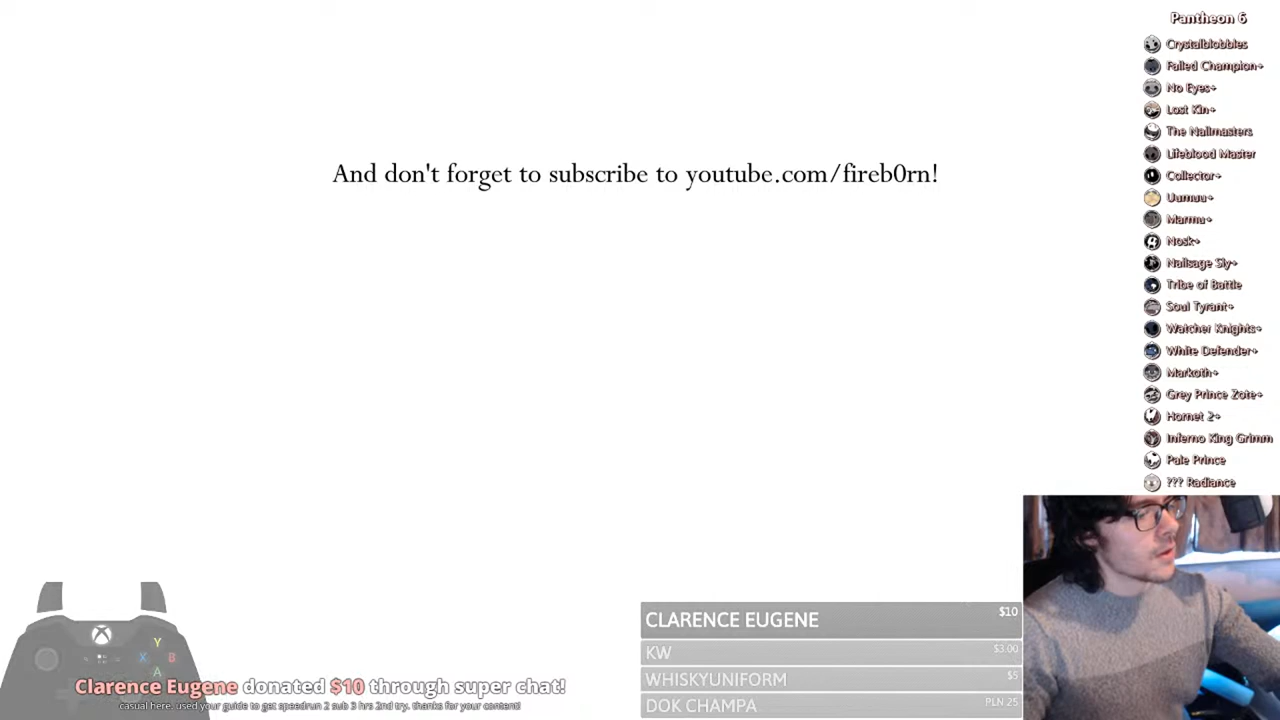 Pantheon 6
Crystalblobbles
Failed Champion+
No Eyes+
Lost Kin+
The Nailmasters
Lifeblood Master
Collector+
Uumuu+
Marmu+
Nosk+
Nailsage Sly+
Tribe of Battle
Soul Tyrant+
Watcher Knights+
White Defender+
Markoth+
Grey Prince Zote+
Hornet 2+
Inferno King Grimm
Pale Prince
??? Radiance
And don't forget to subscribe to youtube.com/fireb0rn!
Y
X B
A
Clarence Eugene donated $10 through super chat!
casual here. used your guide to get speedrun 2 sub 3 hrs 2nd try. thanks for your content!
CLARENCE EUGENE $10
KW $3.00
WHISKYUNIFORM $5
DOK CHAMPA PLN 25